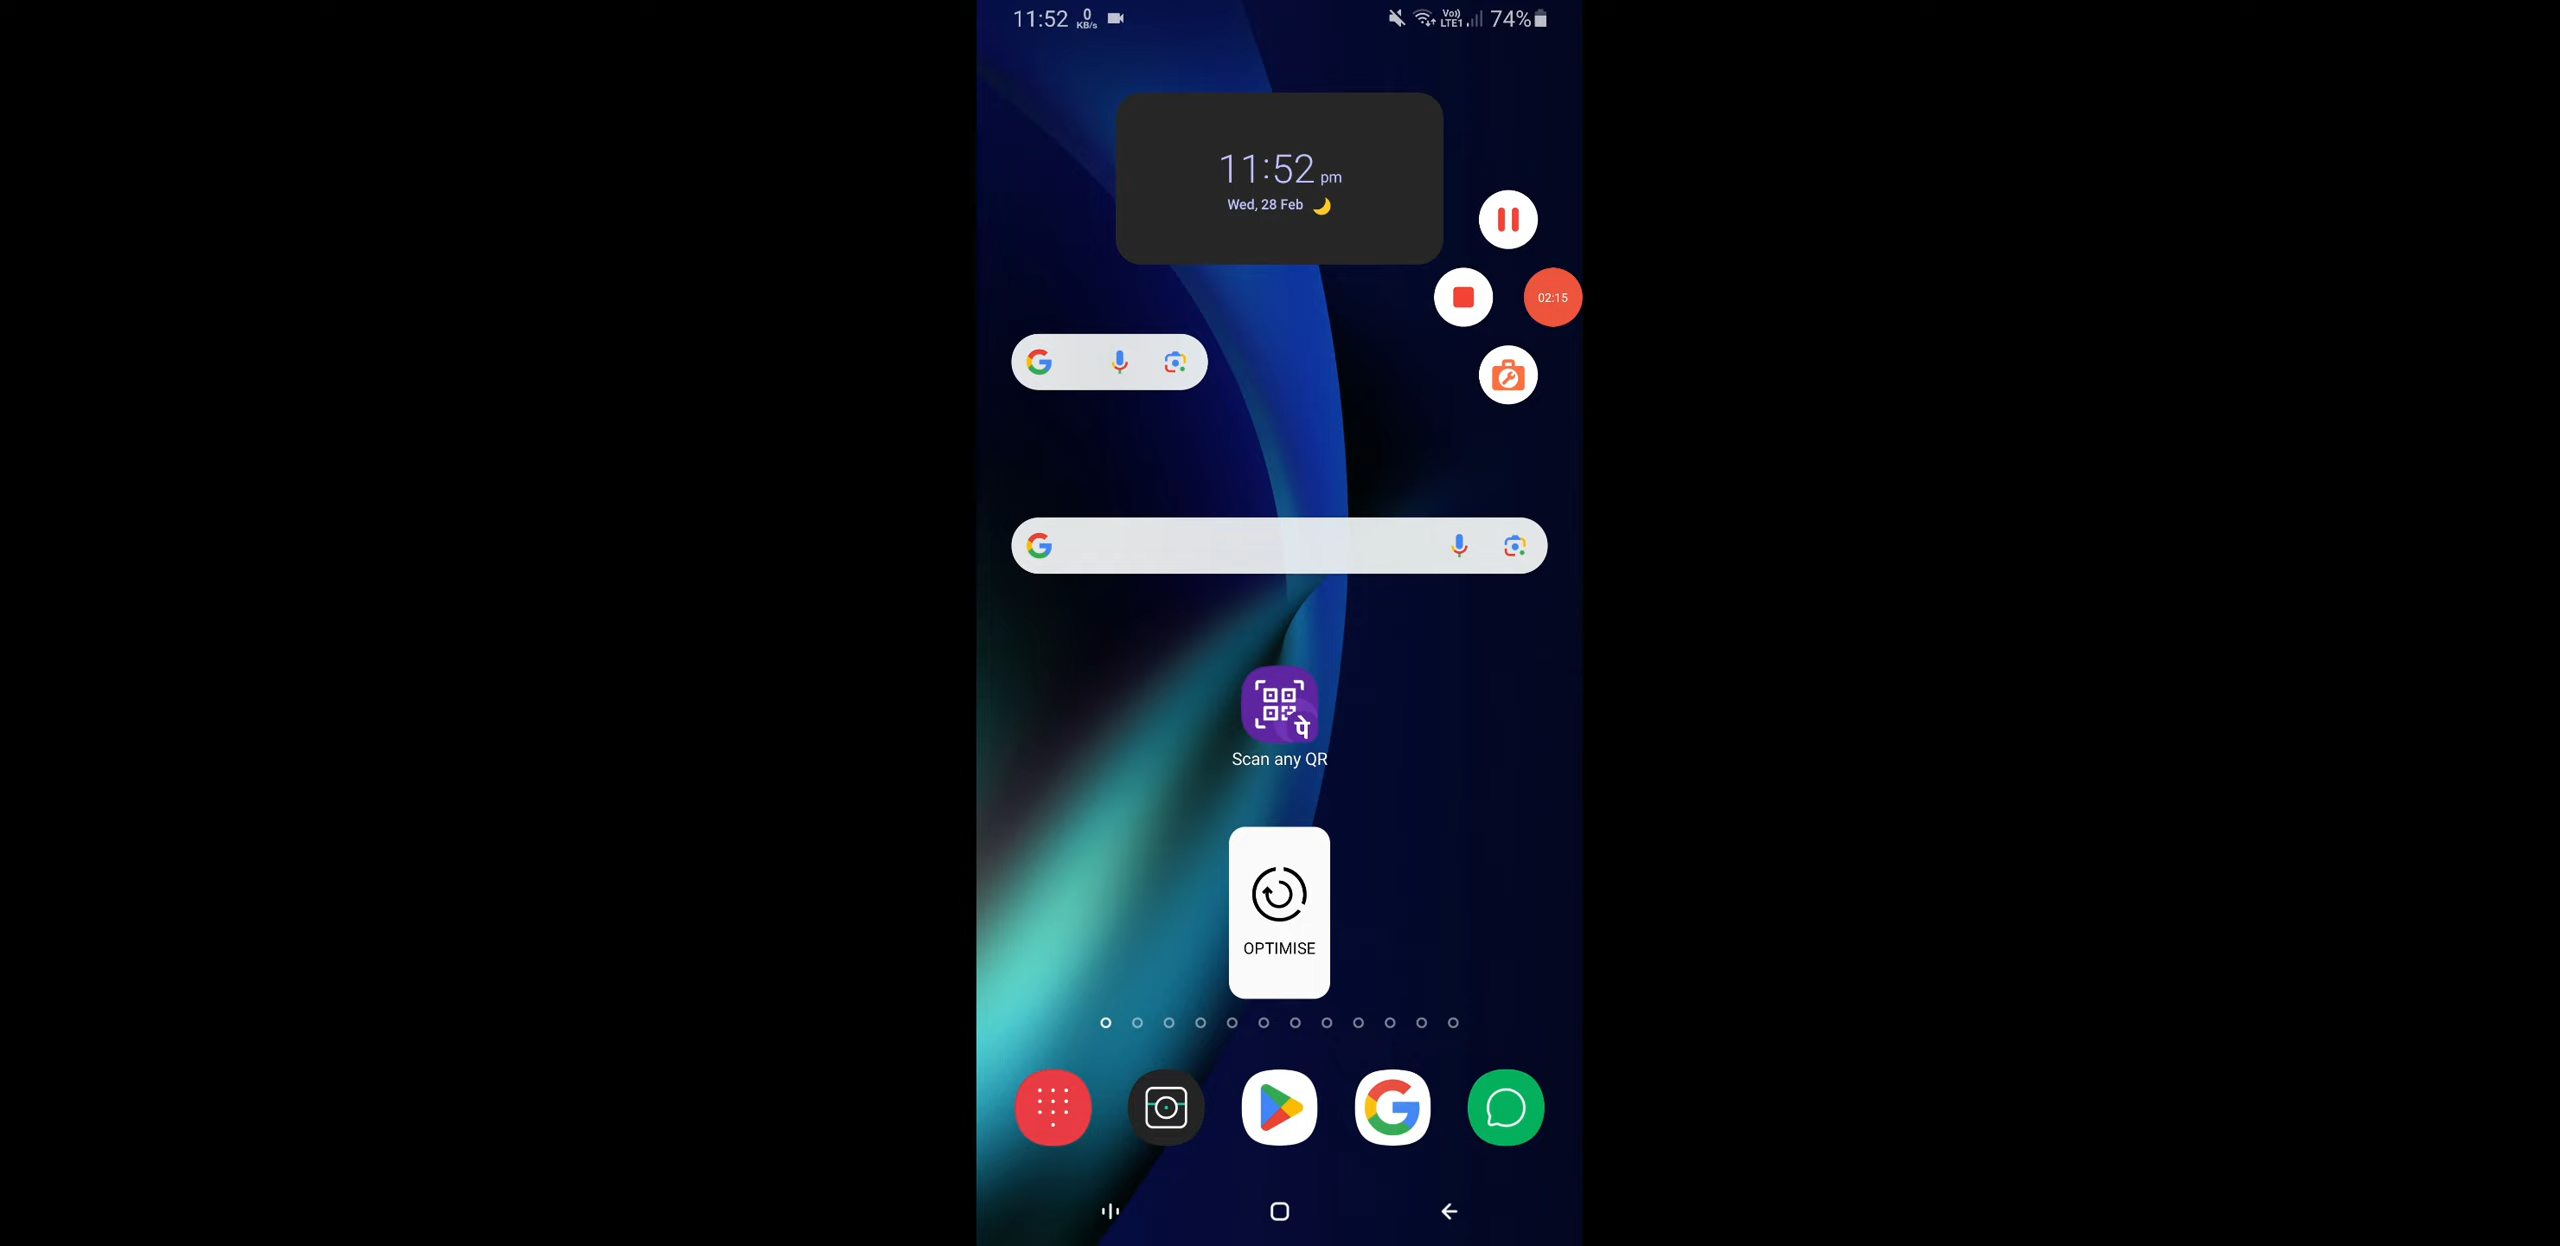 11:52 0 KB/s Vo)) LTE1 74%
11:52 pm
Wed, 28 Feb
02:15
पे
Scan any QR
OPTIMISE